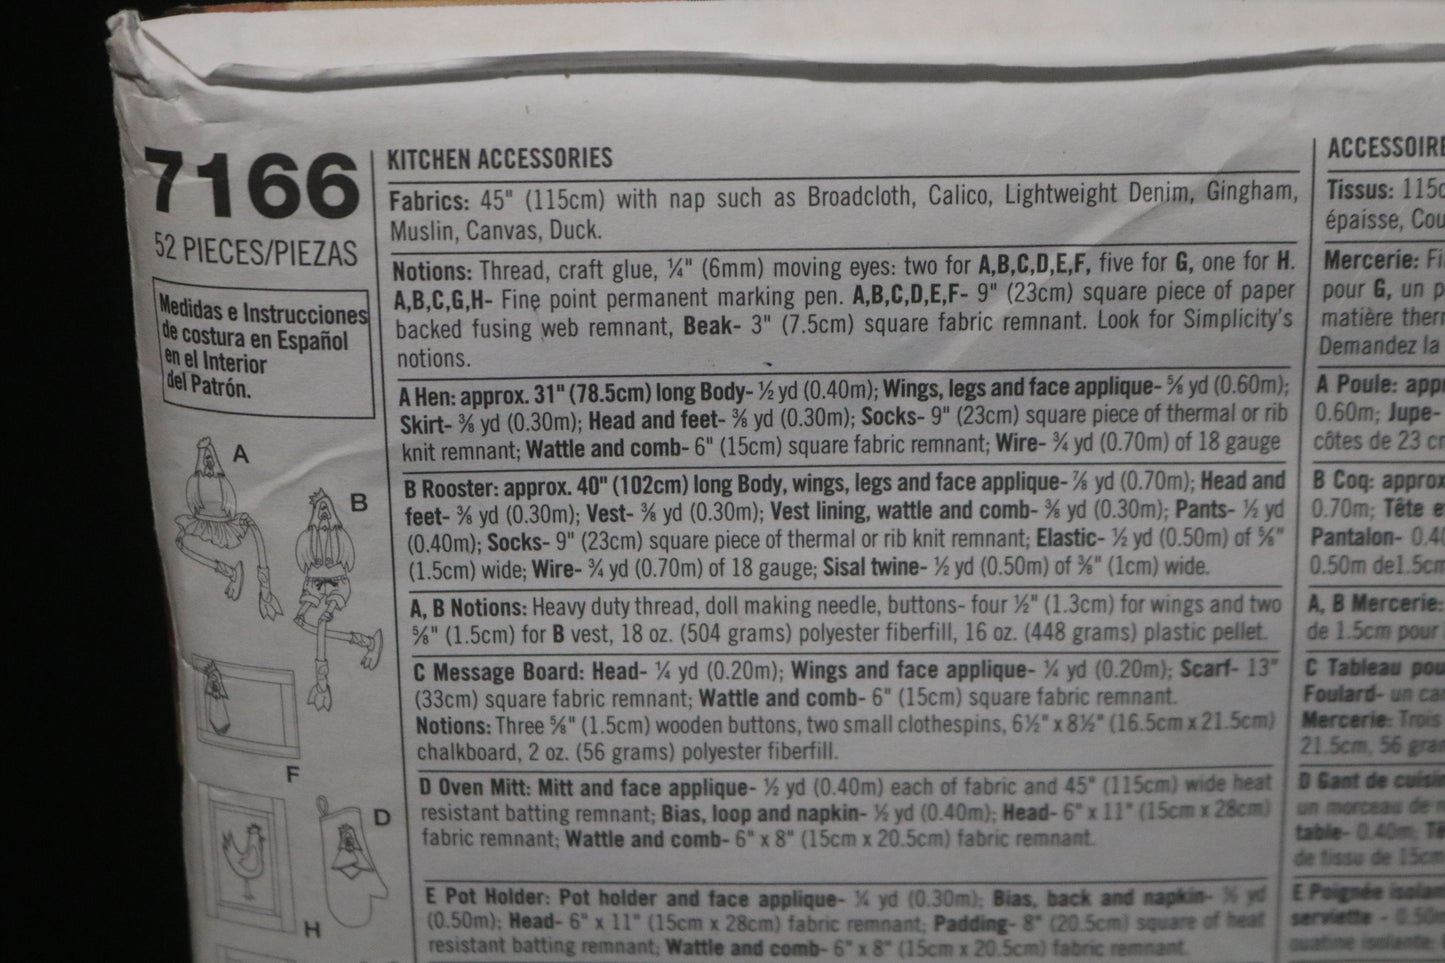 7166
52 PIECES/PIEZAS
Medidas e Instrucciones
de costura en Español
en el Interior
del Patrón.
A
B
F
D
H
KITCHEN ACCESSORIES
Fabrics: 45" (115cm) with nap such as Broadcloth, Calico, Lightweight Denim, Gingham,
Muslin, Canvas, Duck.
Notions: Thread, craft glue, ¼" (6mm) moving eyes: two for A,B,C,D,E,F, five for G, one for H.
A,B,C,G,H- Fine point permanent marking pen. A,B,C,D,E,F- 9" (23cm) square piece of paper
backed fusing web remnant, Beak- 3" (7.5cm) square fabric remnant. Look for Simplicity's
notions.
A Hen: approx. 31" (78.5cm) long Body- ½ yd (0.40m); Wings, legs and face applique- ⅝ yd (0.60m);
Skirt- ⅜ yd (0.30m); Head and feet- ⅜ yd (0.30m); Socks- 9" (23cm) square piece of thermal or rib
knit remnant; Wattle and comb- 6" (15cm) square fabric remnant; Wire- ¾ yd (0.70m) of 18 gauge
B Rooster: approx. 40" (102cm) long Body, wings, legs and face applique- ⅞ yd (0.70m); Head and
feet- ⅜ yd (0.30m); Vest- ⅜ yd (0.30m); Vest lining, wattle and comb- ⅜ yd (0.30m); Pants- ½ yd
(0.40m); Socks- 9" (23cm) square piece of thermal or rib knit remnant; Elastic- ½ yd (0.50m) of ⅝"
(1.5cm) wide; Wire- ¾ yd (0.70m) of 18 gauge; Sisal twine- ½ yd (0.50m) of ⅜" (1cm) wide.
A, B Notions: Heavy duty thread, doll making needle, buttons- four ½" (1.3cm) for wings and two
⅝" (1.5cm) for B vest, 18 oz. (504 grams) polyester fiberfill, 16 oz. (448 grams) plastic pellet.
C Message Board: Head- ¼ yd (0.20m); Wings and face applique- ¼ yd (0.20m); Scarf- 13"
(33cm) square fabric remnant; Wattle and comb- 6" (15cm) square fabric remnant.
Notions: Three ⅝" (1.5cm) wooden buttons, two small clothespins, 6½" x 8½" (16.5cm x 21.5cm)
chalkboard, 2 oz. (56 grams) polyester fiberfill.
D Oven Mitt: Mitt and face applique- ½ yd (0.40m) each of fabric and 45" (115cm) wide heat
resistant batting remnant; Bias, loop and napkin- ½ yd (0.40m); Head- 6" x 11" (15cm x 28cm)
fabric remnant; Wattle and comb- 6" x 8" (15cm x 20.5cm) fabric remnant.
E Pot Holder: Pot holder and face applique- ¼ yd (0.30m); Bias, back and napkin- yd
(0.50m); Head- 6" x 11" (15cm x 28cm) fabric remnant; Padding- 8" (20.5cm) square of heat
resistant batting remnant; Wattle and comb- 6" x 8" (15cm x 20.5cm) fabric remnant.
ACCESSOIRE
Tissus: 115c
épaisse, Cou
Mercerie: Fi
pour G, un p
matière therm
Demandez la
A Poule: app
0.60m; Jupe-
côtes de 23 c
B Coq: approx
0.70m; Tête e
Pantalon- 0.40
0.50m de1.5cm
A, B Mercerie:
de 1.5cm pour
C Tableau pou
Foulard- un ca
Mercerie: Trois
21.5cm, 56 gra
D Gant de cuisi
un morceau de
table- 0.40m; Tê
de tissu de 15cm
E Poignée isolan
serviette - 0.50m
ouatine isolante;